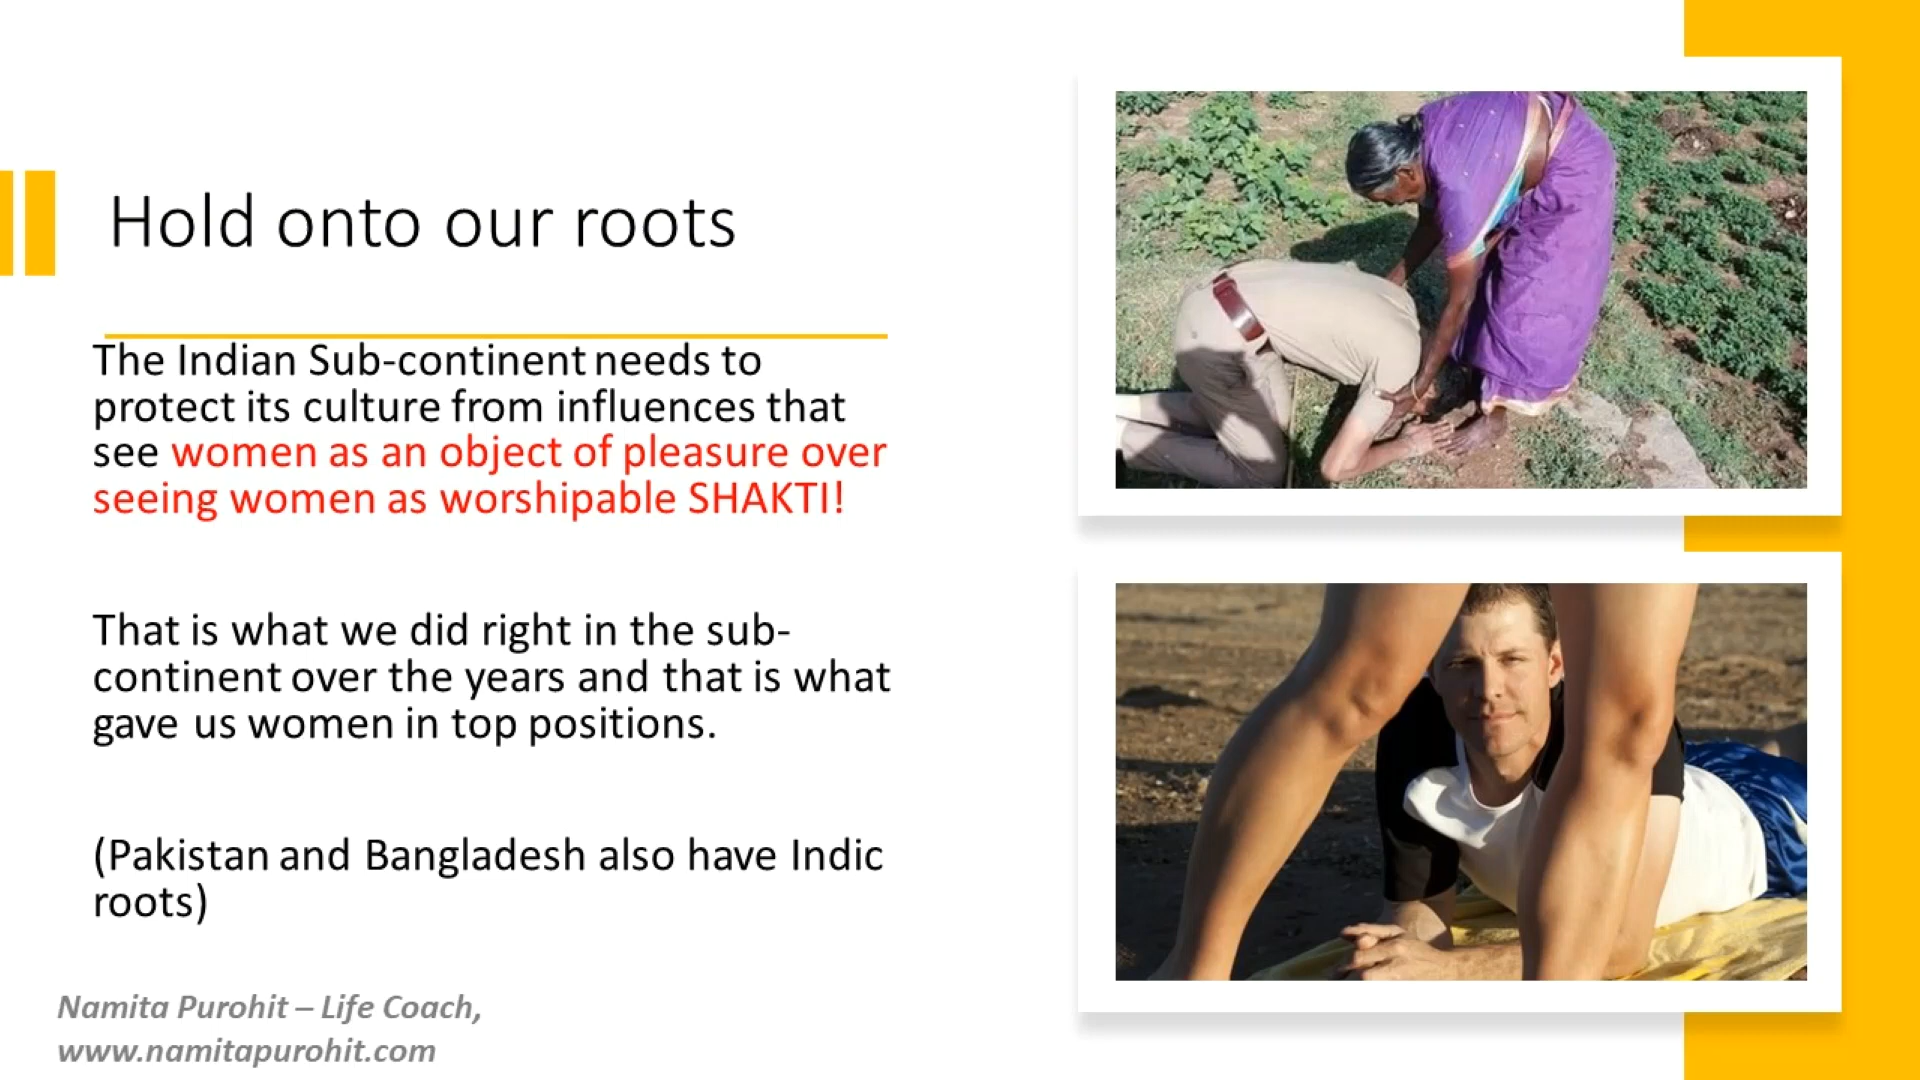 Hold onto our roots
The Indian Sub-continent needs to
protect its culture from influences that
see women as an object of pleasure over
seeing women as worshipable SHAKTI!
That is what we did right in the sub-
continent over the years and that is what
gave us women in top positions.
(Pakistan and Bangladesh also have Indic
roots)
Namita Purohit – Life Coach,
www.namitapurohit.com